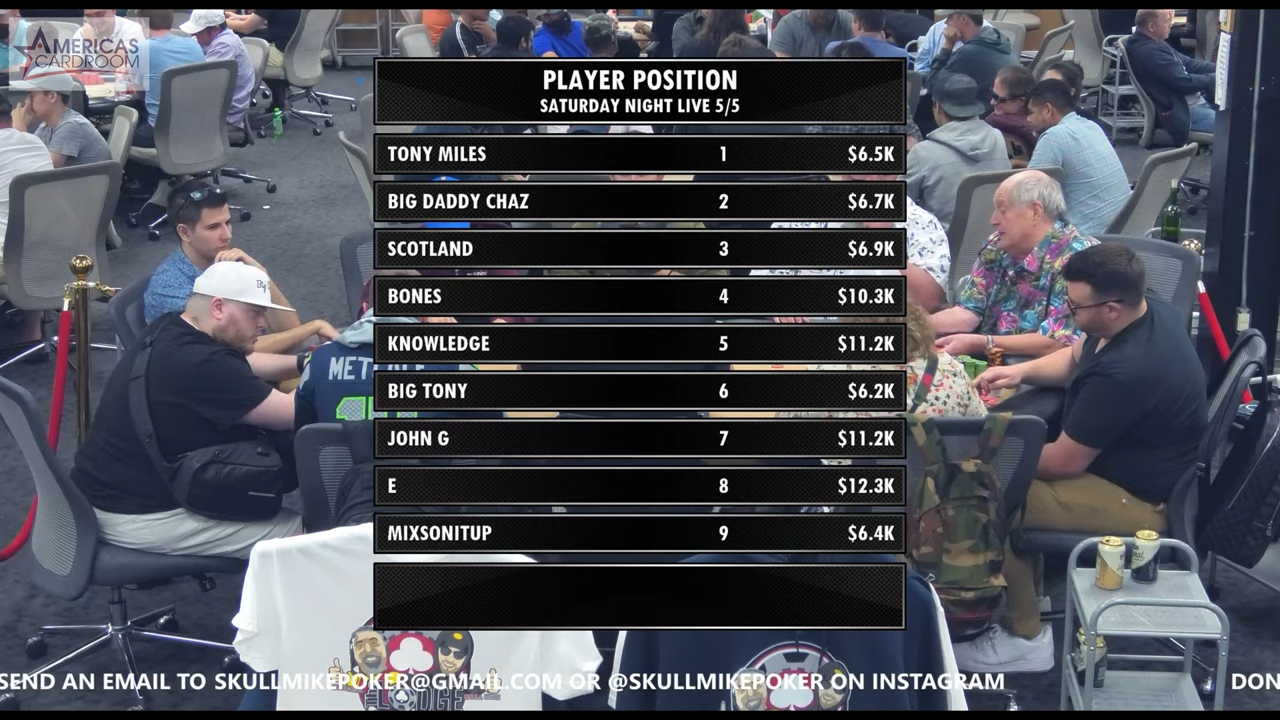 AMERICAS
CARDROOM
PLAYER POSITION
SATURDAY NIGHT LIVE 5/5
TONY MILES 1 $6.5K
BIG DADDY CHAZ 2 $6.7K
SCOTLAND 3 $6.9K
BONES 4 $10.3K
KNOWLEDGE 5 $11.2K
BIG TONY 6 $6.2K
JOHN G 7 $11.2K
E 8 $12.3K
MIXSONITUP 9 $6.4K
SEND AN EMAIL TO SKULLMIKEPOKER@GMAIL.COM OR @SKULLMIKEPOKER ON INSTAGRAM DON